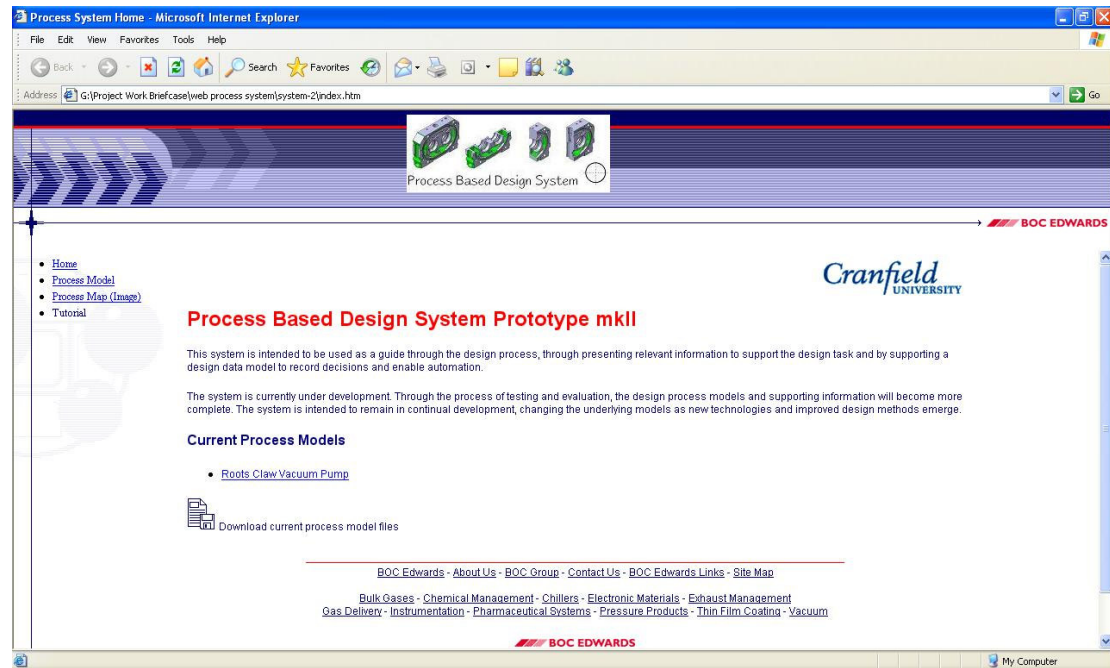 Process System Home - Microsoft Internet Explorer
File Edit View Favorites Tools Help
Back Search Favorites
Address G:\Project Work Briefcase\web process system\system-2\index.htm Go
Process Based Design System
BOC EDWARDS
Home
Process Model
Process Map (Image)
Tutorial
Cranfield
UNIVERSITY
Process Based Design System Prototype mkII
This system is intended to be used as a guide through the design process, through presenting relevant information to support the design task and by supporting a
design data model to record decisions and enable automation.
The system is currently under development. Through the process of testing and evaluation, the design process models and supporting information will become more
complete. The system is intended to remain in continual development, changing the underlying models as new technologies and improved design methods emerge.
Current Process Models
Roots Claw Vacuum Pump
Download current process model files
BOC Edwards - About Us - BOC Group - Contact Us - BOC Edwards Links - Site Map
Bulk Gases - Chemical Management - Chillers - Electronic Materials - Exhaust Management
Gas Delivery - Instrumentation - Pharmaceutical Systems - Pressure Products - Thin Film Coating - Vacuum
BOC EDWARDS
My Computer